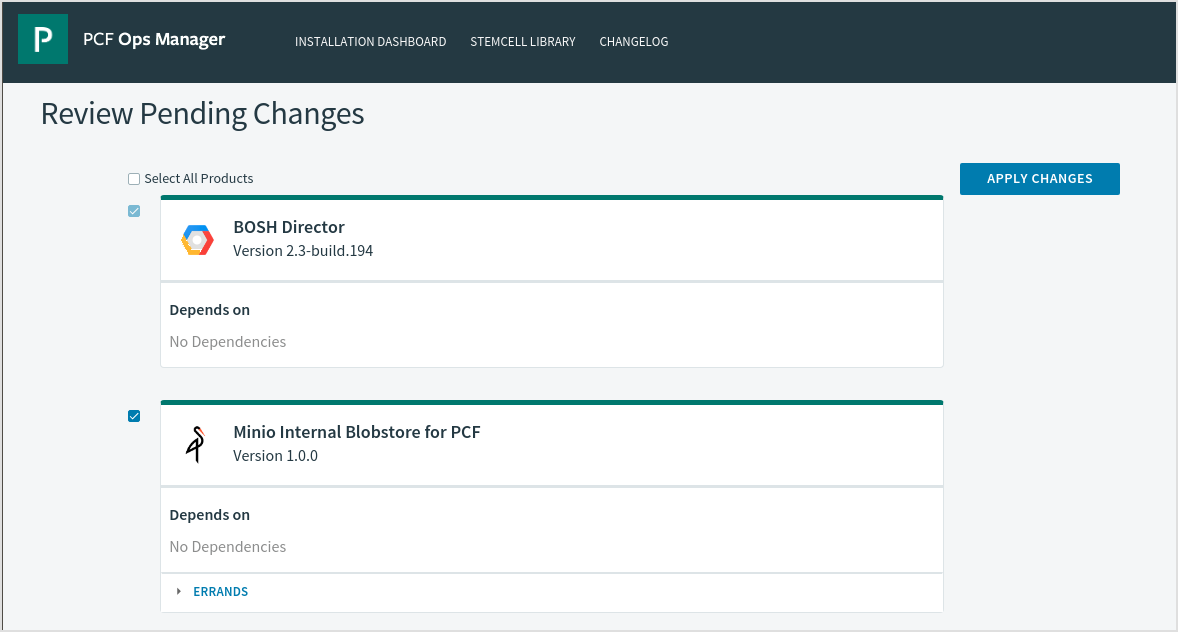 P PCF Ops Manager INSTALLATION DASHBOARD STEMCELL LIBRARY CHANGELOG
Review Pending Changes
Select All Products APPLY CHANGES
BOSH Director
Version 2.3-build.194
Depends on
No Dependencies
Minio Internal Blobstore for PCF
Version 1.0.0
Depends on
No Dependencies
ERRANDS